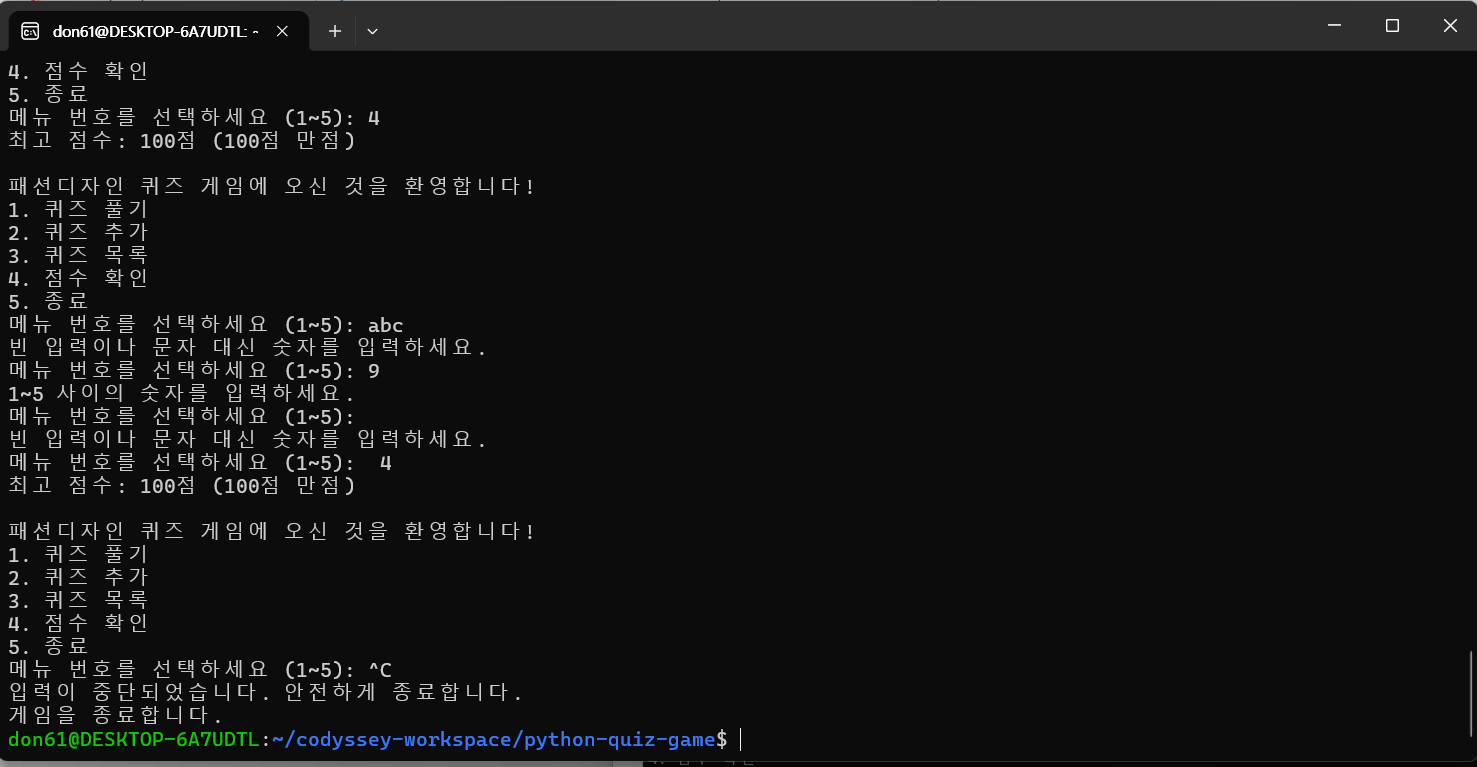 don61@DESKTOP-6A7UDTL: ~
4. 점수 확인
5. 종료
메뉴 번호를 선택하세요 (1~5): 4
최고 점수: 100점 (100점 만점)
패션디자인 퀴즈 게임에 오신 것을 환영합니다!
1. 퀴즈 풀기
2. 퀴즈 추가
3. 퀴즈 목록
4. 점수 확인
5. 종료
메뉴 번호를 선택하세요 (1~5): abc
빈 입력이나 문자 대신 숫자를 입력하세요.
메뉴 번호를 선택하세요 (1~5): 9
1~5 사이의 숫자를 입력하세요.
메뉴 번호를 선택하세요 (1~5):
빈 입력이나 문자 대신 숫자를 입력하세요.
메뉴 번호를 선택하세요 (1~5):  4
최고 점수: 100점 (100점 만점)
패션디자인 퀴즈 게임에 오신 것을 환영합니다!
1. 퀴즈 풀기
2. 퀴즈 추가
3. 퀴즈 목록
4. 점수 확인
5. 종료
메뉴 번호를 선택하세요 (1~5): ^C
입력이 중단되었습니다. 안전하게 종료합니다.
게임을 종료합니다.
don61@DESKTOP-6A7UDTL:~/codyssey-workspace/python-quiz-game$